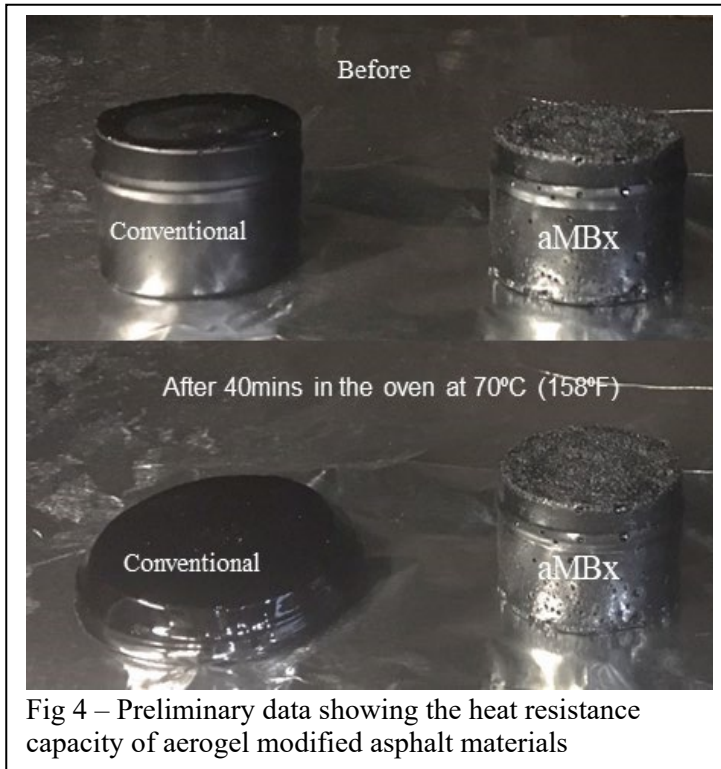 Before
Conventional
aMBx
After 40mins in the oven at 70ºC (158ºF)
Conventional
aMBx
Fig 4 – Preliminary data showing the heat resistance
capacity of aerogel modified asphalt materials